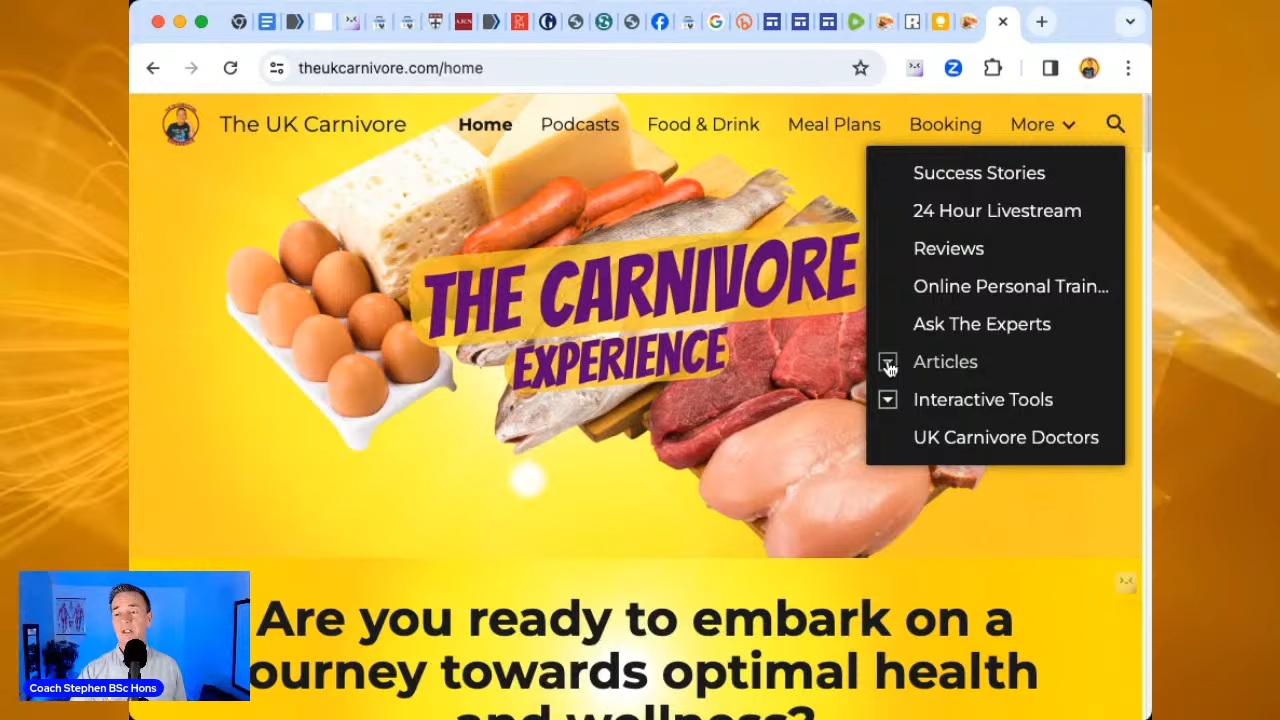 theukcarnivore.com/home
The UK Carnivore
Home
Podcasts
Food & Drink
Meal Plans
Booking
More
Success Stories
24 Hour Livestream
Reviews
Online Personal Train...
Ask The Experts
Articles
Interactive Tools
UK Carnivore Doctors
THE CARNIVORE
EXPERIENCE
Are you ready to embark on a
ourney towards optimal health
and wellness?
Coach Stephen BSc Hons